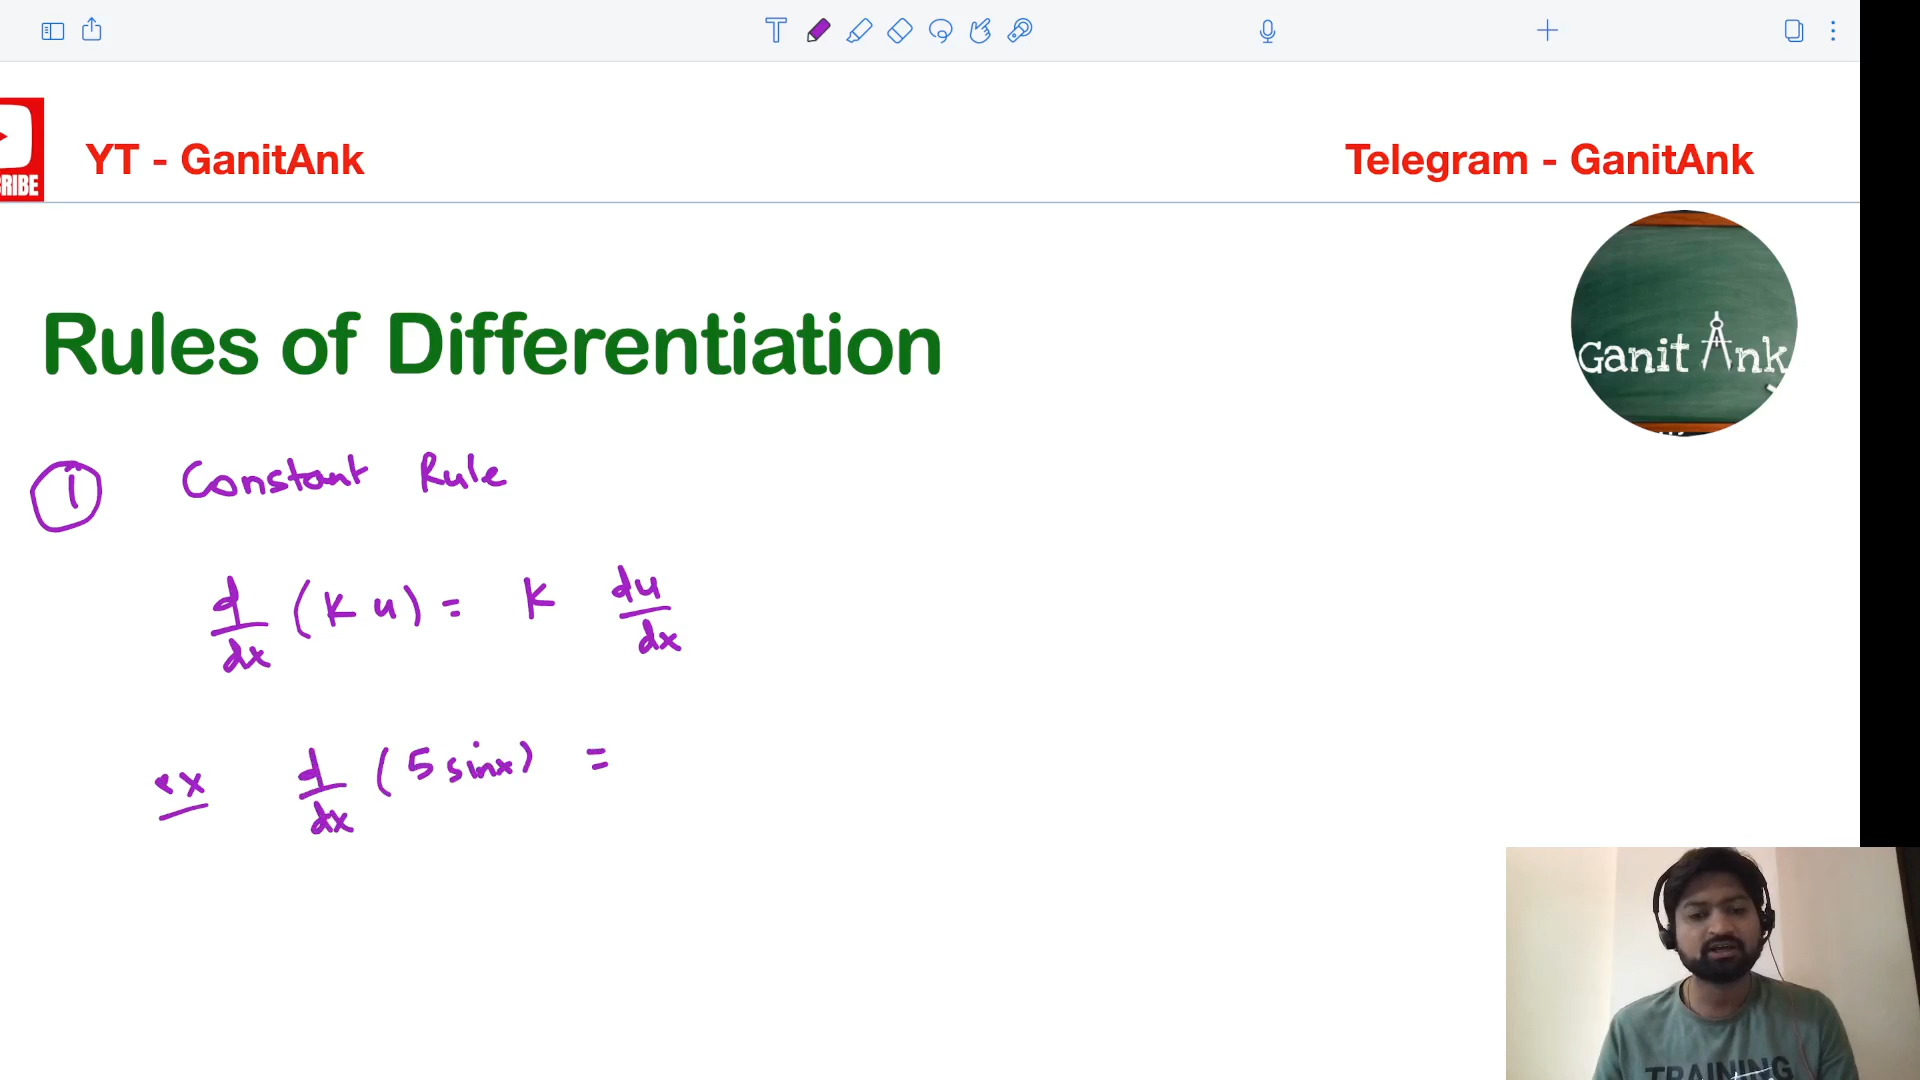 T
RIBE
YT - GanitAnk
Telegram - GanitAnk
Ganit Ank
Rules of Differentiation
1 Constant Rule
d/dx (K u) = K du/dx
ex d/dx (5 sinx) =
TRAINING